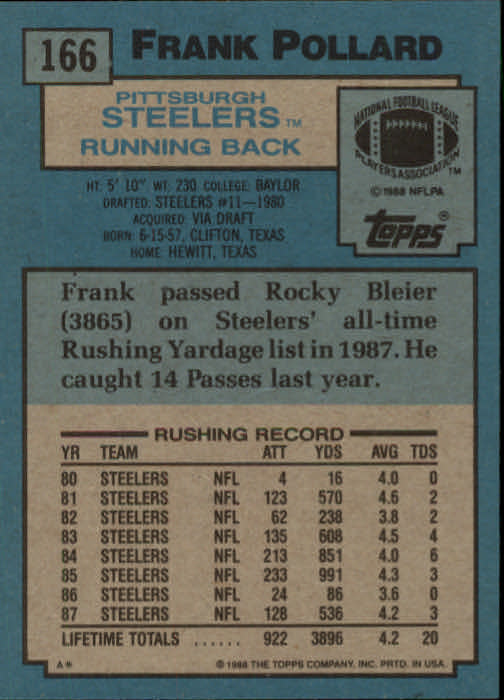 166
FRANK POLLARD
PITTSBURGH
STEELERS™
RUNNING BACK
NATIONAL FOOTBALL LEAGUE
PLAYERS ASSOCIATION™
©1988 NFLPA
topps®
HT: 5' 10" WT: 230 COLLEGE: BAYLOR
DRAFTED: STEELERS #11—1980
ACQUIRED: VIA DRAFT
BORN: 6-15-57, CLIFTON, TEXAS
HOME: HEWITT, TEXAS
Frank passed Rocky Bleier
(3865) on Steelers' all-time
Rushing Yardage list in 1987. He
caught 14 Passes last year.
RUSHING RECORD
YR TEAM ATT YDS AVG TDS
80 STEELERS NFL 4 16 4.0 0
81 STEELERS NFL 123 570 4.6 2
82 STEELERS NFL 62 238 3.8 2
83 STEELERS NFL 135 608 4.5 4
84 STEELERS NFL 213 851 4.0 6
85 STEELERS NFL 233 991 4.3 3
86 STEELERS NFL 24 86 3.6 0
87 STEELERS NFL 128 536 4.2 3
LIFETIME TOTALS ...... 922 3896 4.2 20
A* ©1988 THE TOPPS COMPANY, INC. PRTD. IN USA.